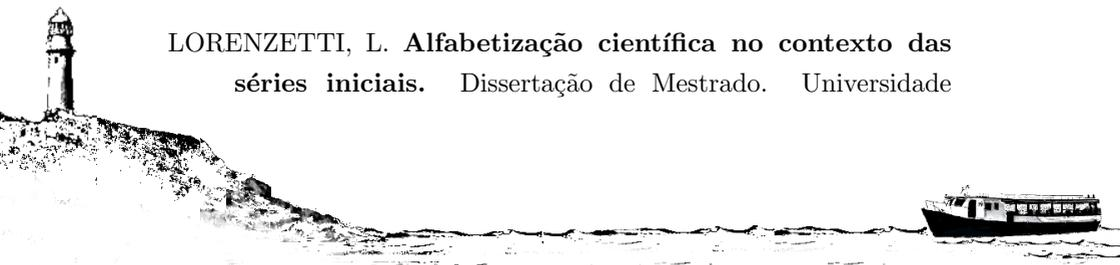 LORENZETTI, L. Alfabetização científica no contexto das
séries iniciais. Dissertação de Mestrado. Universidade